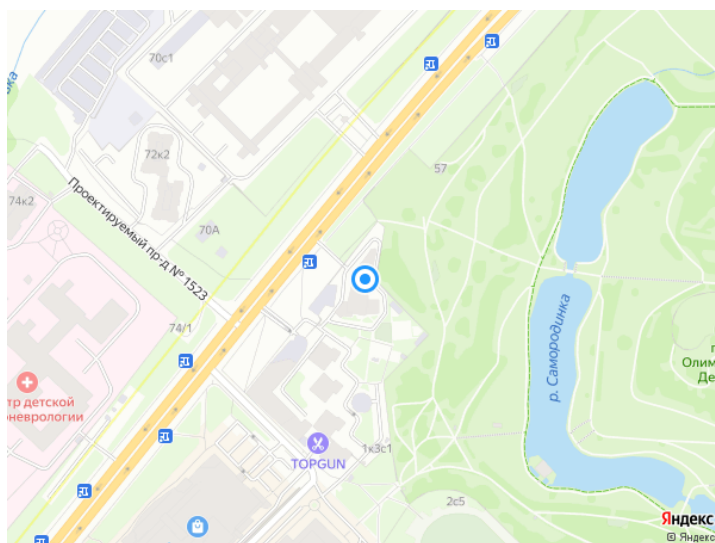 70с1
72к2
57
74к2
70А
Проектируемый пр-д № 1523
74/1
р. Самородинка
Олим
Де
тр детской
ноневрологии
TOPGUN
1к3с1
2с5
Яндекс
© Яндекс